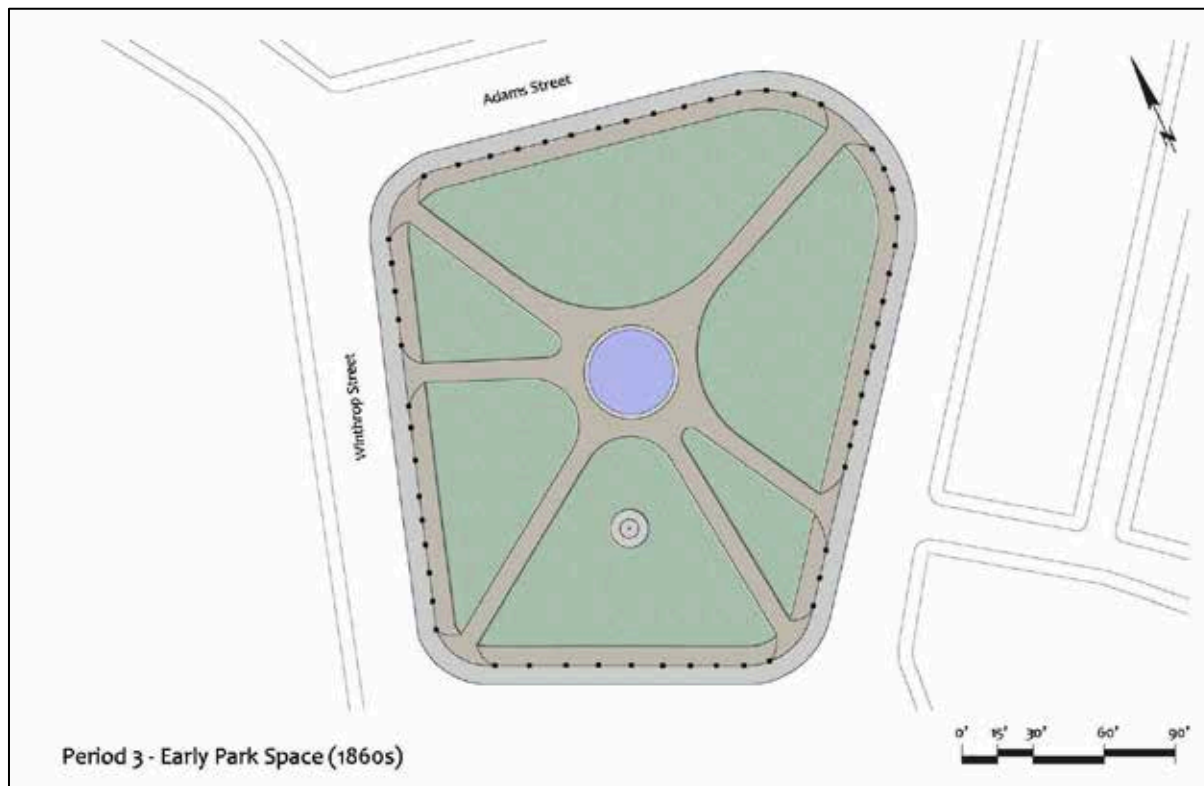 Adams Street
Winthrop Street
N
Period 3 - Early Park Space (1860s)
0' 15' 30' 60' 90'